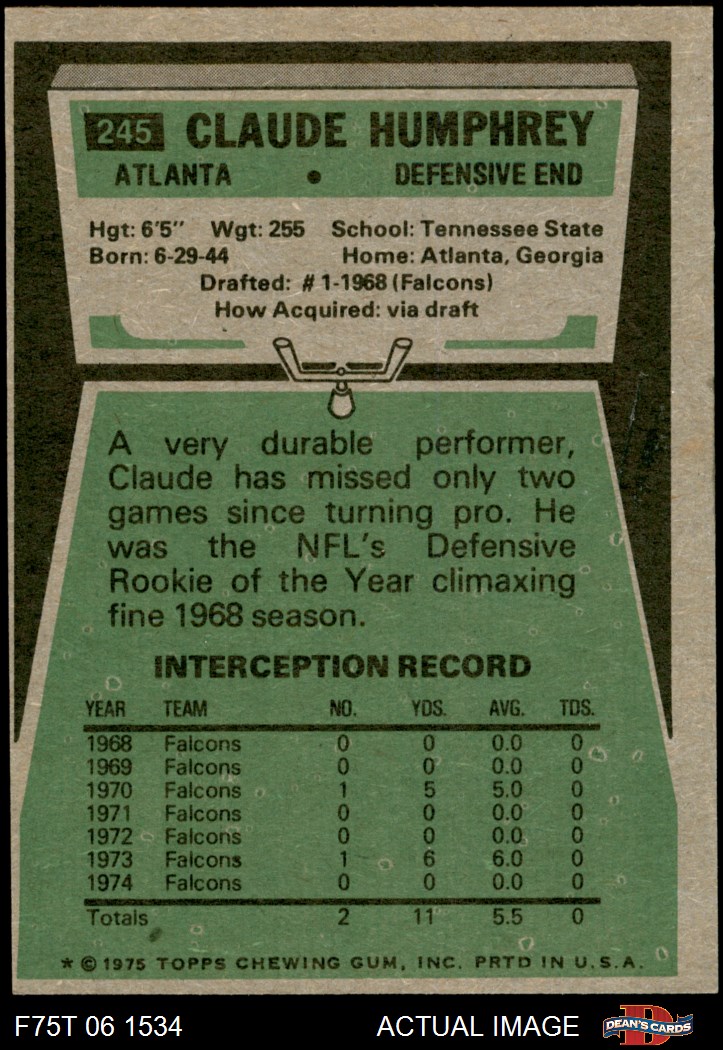 245 CLAUDE HUMPHREY
ATLANTA • DEFENSIVE END
Hgt: 6'5" Wgt: 255 School: Tennessee State
Born: 6-29-44 Home: Atlanta, Georgia
Drafted: #1-1968 (Falcons)
How Acquired: via draft
A very durable performer,
Claude has missed only two
games since turning pro. He
was the NFL's Defensive
Rookie of the Year climaxing
fine 1968 season.
INTERCEPTION RECORD
YEAR TEAM NO. YDS. AVG. TDS.
1968 Falcons 0 0 0.0 0
1969 Falcons 0 0 0.0 0
1970 Falcons 1 5 5.0 0
1971 Falcons 0 0 0.0 0
1972 Falcons 0 0 0.0 0
1973 Falcons 1 6 6.0 0
1974 Falcons 0 0 0.0 0
Totals 2 11 5.5 0
* © 1975 TOPPS CHEWING GUM, INC. PRTD IN U.S.A.
F75T 06 1534 ACTUAL IMAGE D DEAN'S CARDS